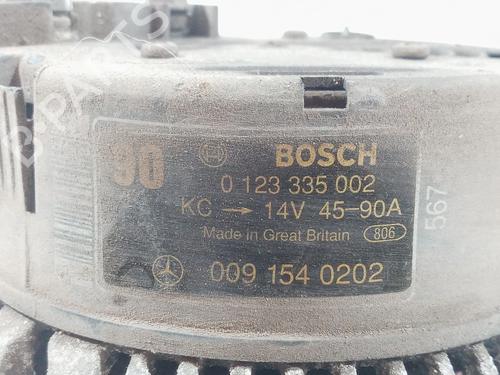 90 BOSCH
0 123 335 002
KC → 14V 45-90A
Made in Great Britain 806
009 154 0202
567
B-Parts